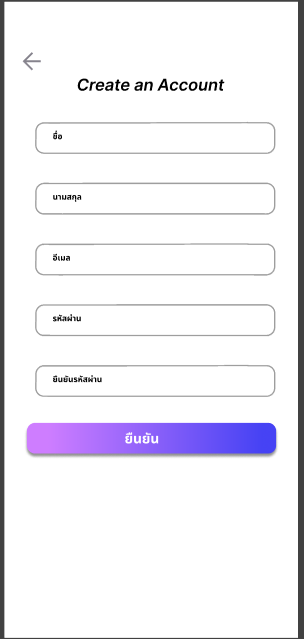 Create an Account
ชื่อ
นามสกุล
อีเมล
รหัสผ่าน
ยืนยันรหัสผ่าน
ยืนยัน